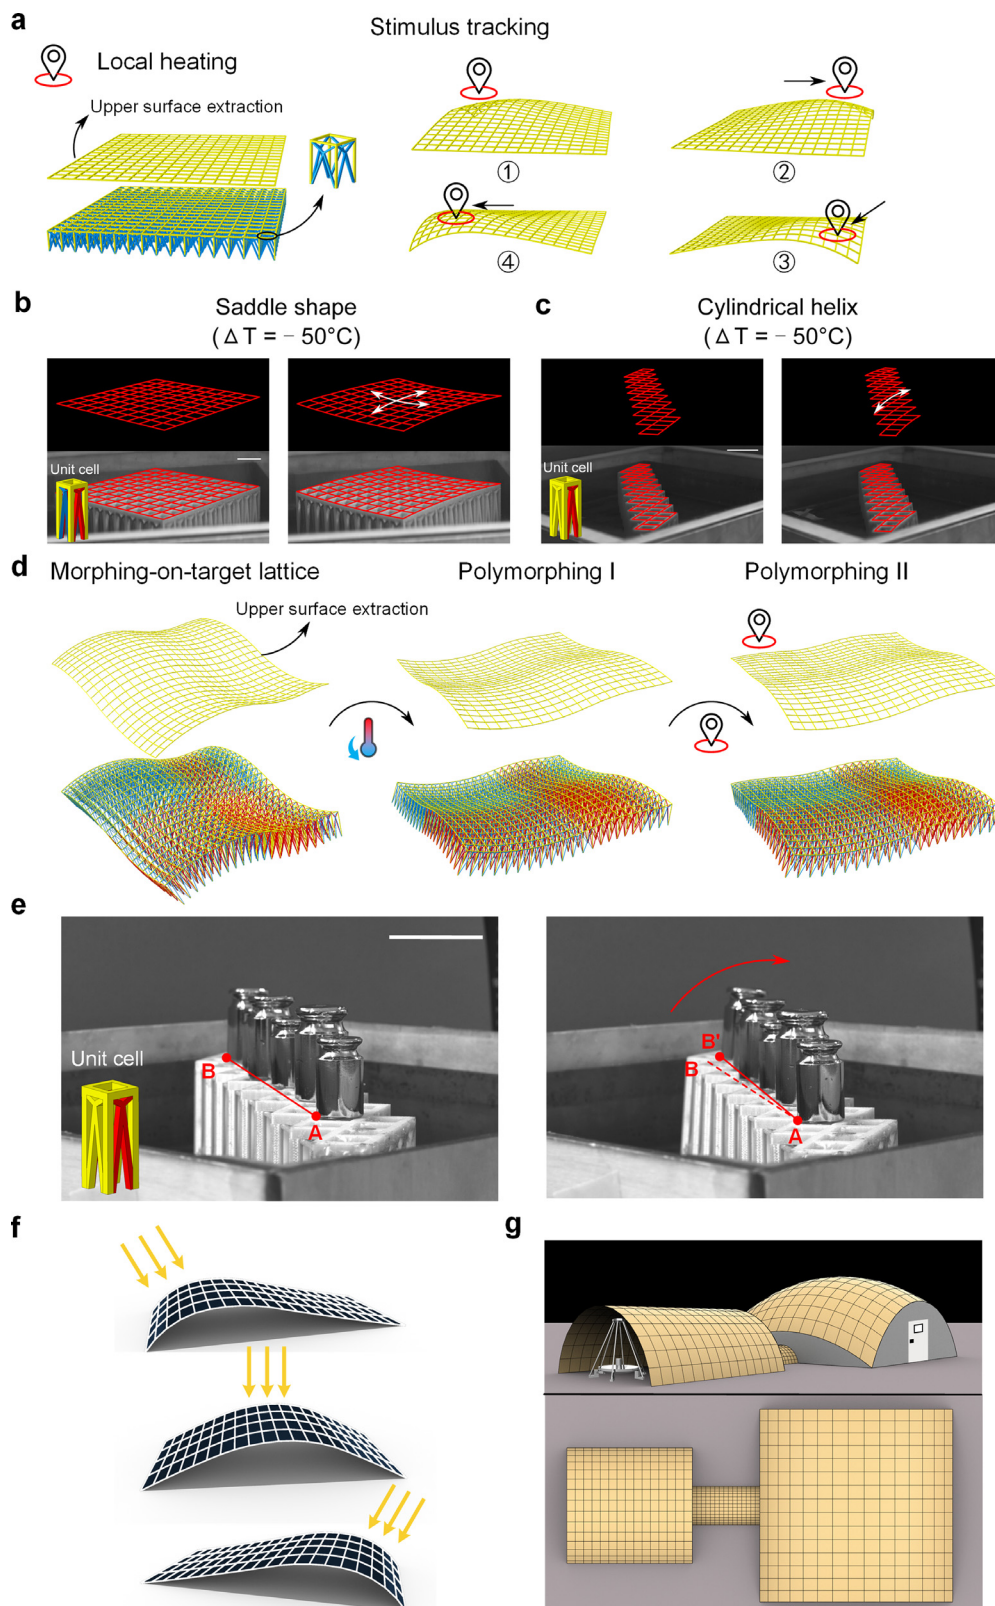 a
Stimulus tracking
Local heating
Upper surface extraction
①
②
④
③
b
Saddle shape
(ΔT = − 50°C)
c
Cylindrical helix
(ΔT = − 50°C)
Unit cell
Unit cell
d
Morphing-on-target lattice
Polymorphing I
Polymorphing II
Upper surface extraction
e
Unit cell
B
A
B'
B
A
f
g